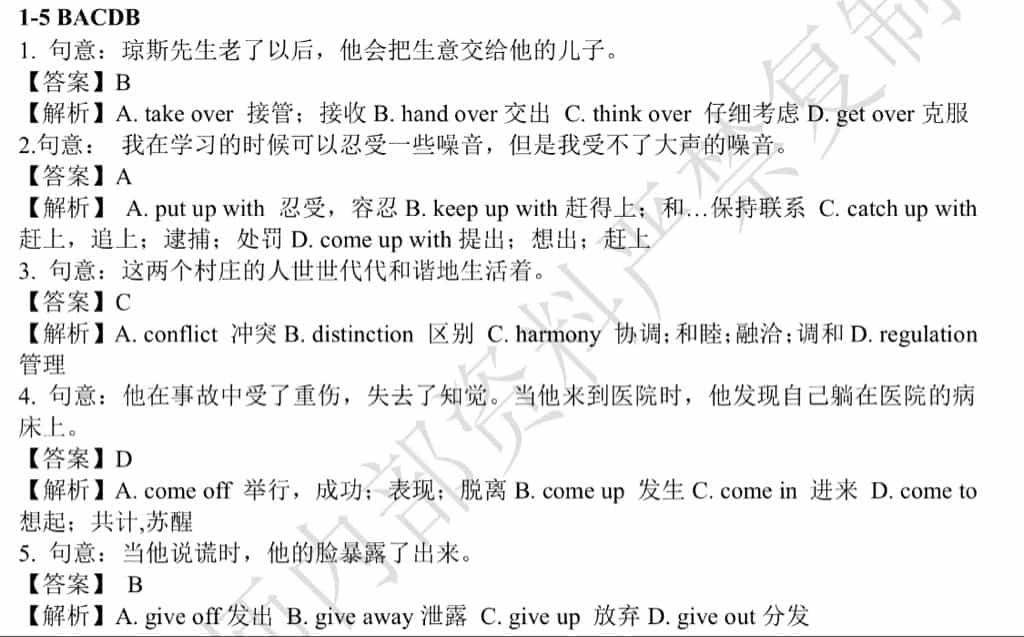 1-5 BACDB
1. 句意：琼斯先生老了以后，他会把生意交给他的儿子。
【答案】B
【解析】A. take over 接管；接收 B. hand over 交出 C. think over 仔细考虑 D. get over 克服
2.句意： 我在学习的时候可以忍受一些噪音，但是我受不了大声的噪音。
【答案】A
【解析】 A. put up with 忍受，容忍 B. keep up with 赶得上；和…保持联系 C. catch up with
赶上，追上；逮捕；处罚 D. come up with 提出；想出；赶上
3. 句意：这两个村庄的人世世代代和谐地生活着。
【答案】C
【解析】A. conflict 冲突 B. distinction 区别 C. harmony 协调；和睦；融洽；调和 D. regulation
管理
4. 句意：他在事故中受了重伤，失去了知觉。当他来到医院时，他发现自己躺在医院的病
床上。
【答案】D
【解析】A. come off 举行，成功；表现；脱离 B. come up 发生 C. come in 进来 D. come to
想起；共计,苏醒
5. 句意：当他说谎时，他的脸暴露了出来。
【答案】 B
【解析】A. give off 发出 B. give away 泄露 C. give up 放弃 D. give out 分发
师内部资料严禁复制